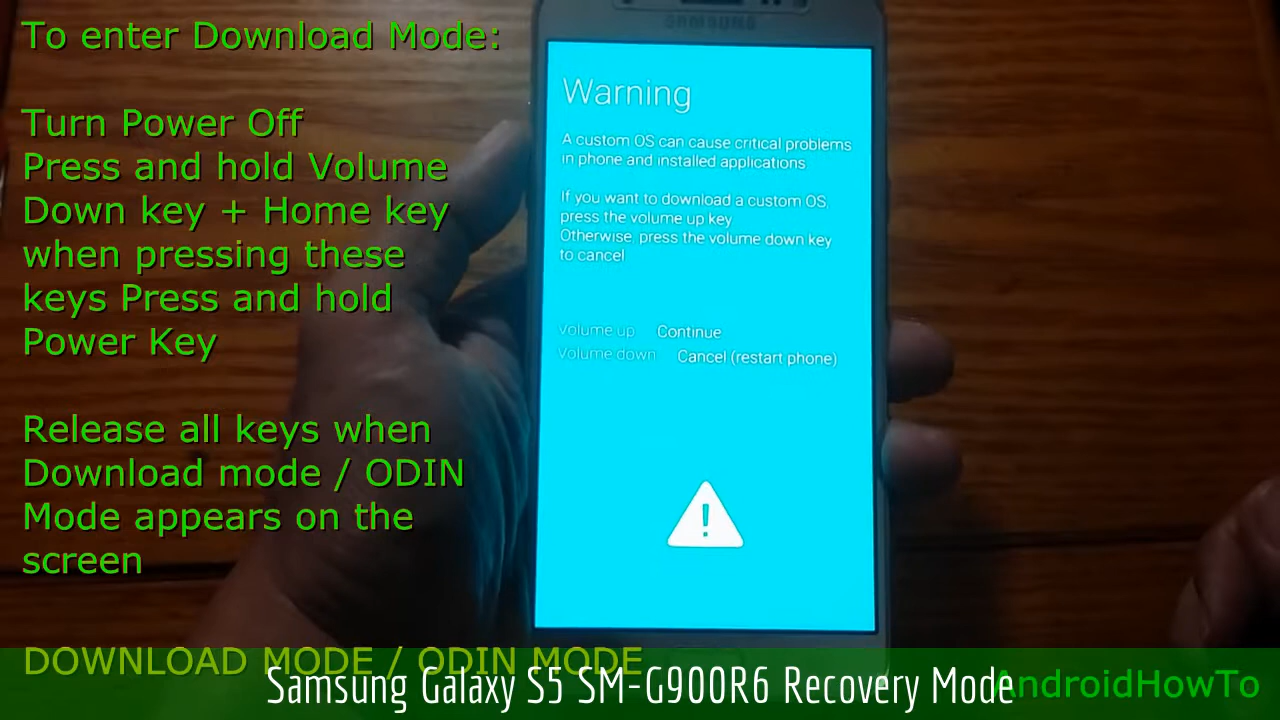 To enter Download Mode:
Turn Power Off
Press and hold Volume
Down key + Home key
when pressing these
keys Press and hold
Power Key
Release all keys when
Download mode / ODIN
Mode appears on the
screen
DOWNLOAD MODE / ODIN MODE
SAMSUNG
Warning
A custom OS can cause critical problems
in phone and installed applications
If you want to download a custom OS,
press the volume up key
Otherwise, press the volume down key
to cancel
Volume up Continue
Volume down Cancel (restart phone)
Samsung Galaxy S5 SM-G900R6 Recovery Mode
AndroidHowTo